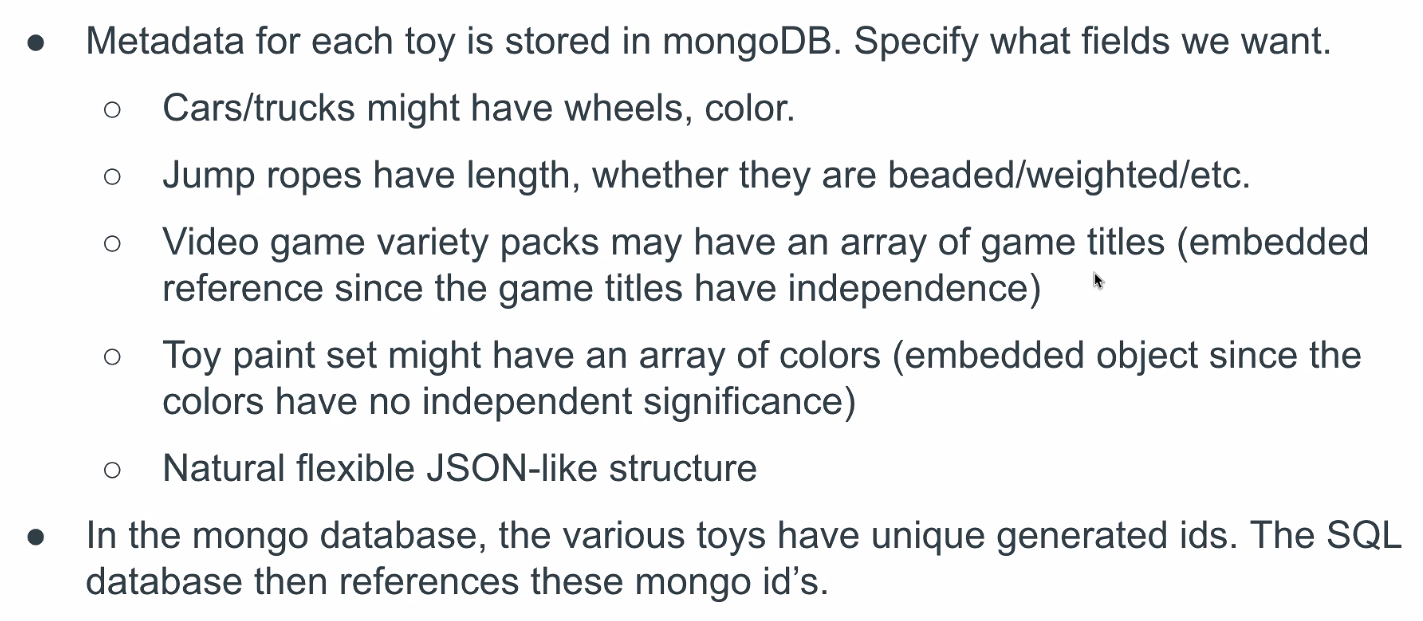 ● Metadata for each toy is stored in mongoDB. Specify what fields we want.
○ Cars/trucks might have wheels, color.
○ Jump ropes have length, whether they are beaded/weighted/etc.
○ Video game variety packs may have an array of game titles (embedded
reference since the game titles have independence)
○ Toy paint set might have an array of colors (embedded object since the
colors have no independent significance)
○ Natural flexible JSON-like structure
● In the mongo database, the various toys have unique generated ids. The SQL
database then references these mongo id’s.